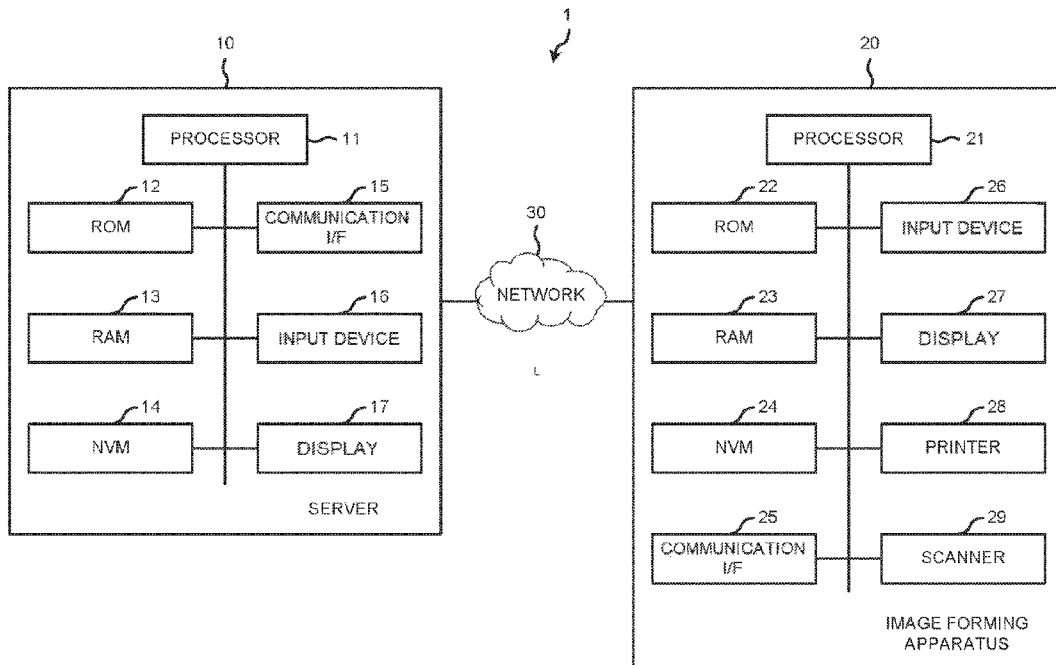 1
10
20
PROCESSOR
11
PROCESSOR
21
12
15
22
26
ROM
COMMUNICATION
I/F
ROM
INPUT DEVICE
30
NETWORK
13
16
23
27
RAM
INPUT DEVICE
RAM
DISPLAY
L
14
17
24
28
NVM
DISPLAY
NVM
PRINTER
SERVER
25
29
COMMUNICATION
I/F
SCANNER
IMAGE FORMING
APPARATUS